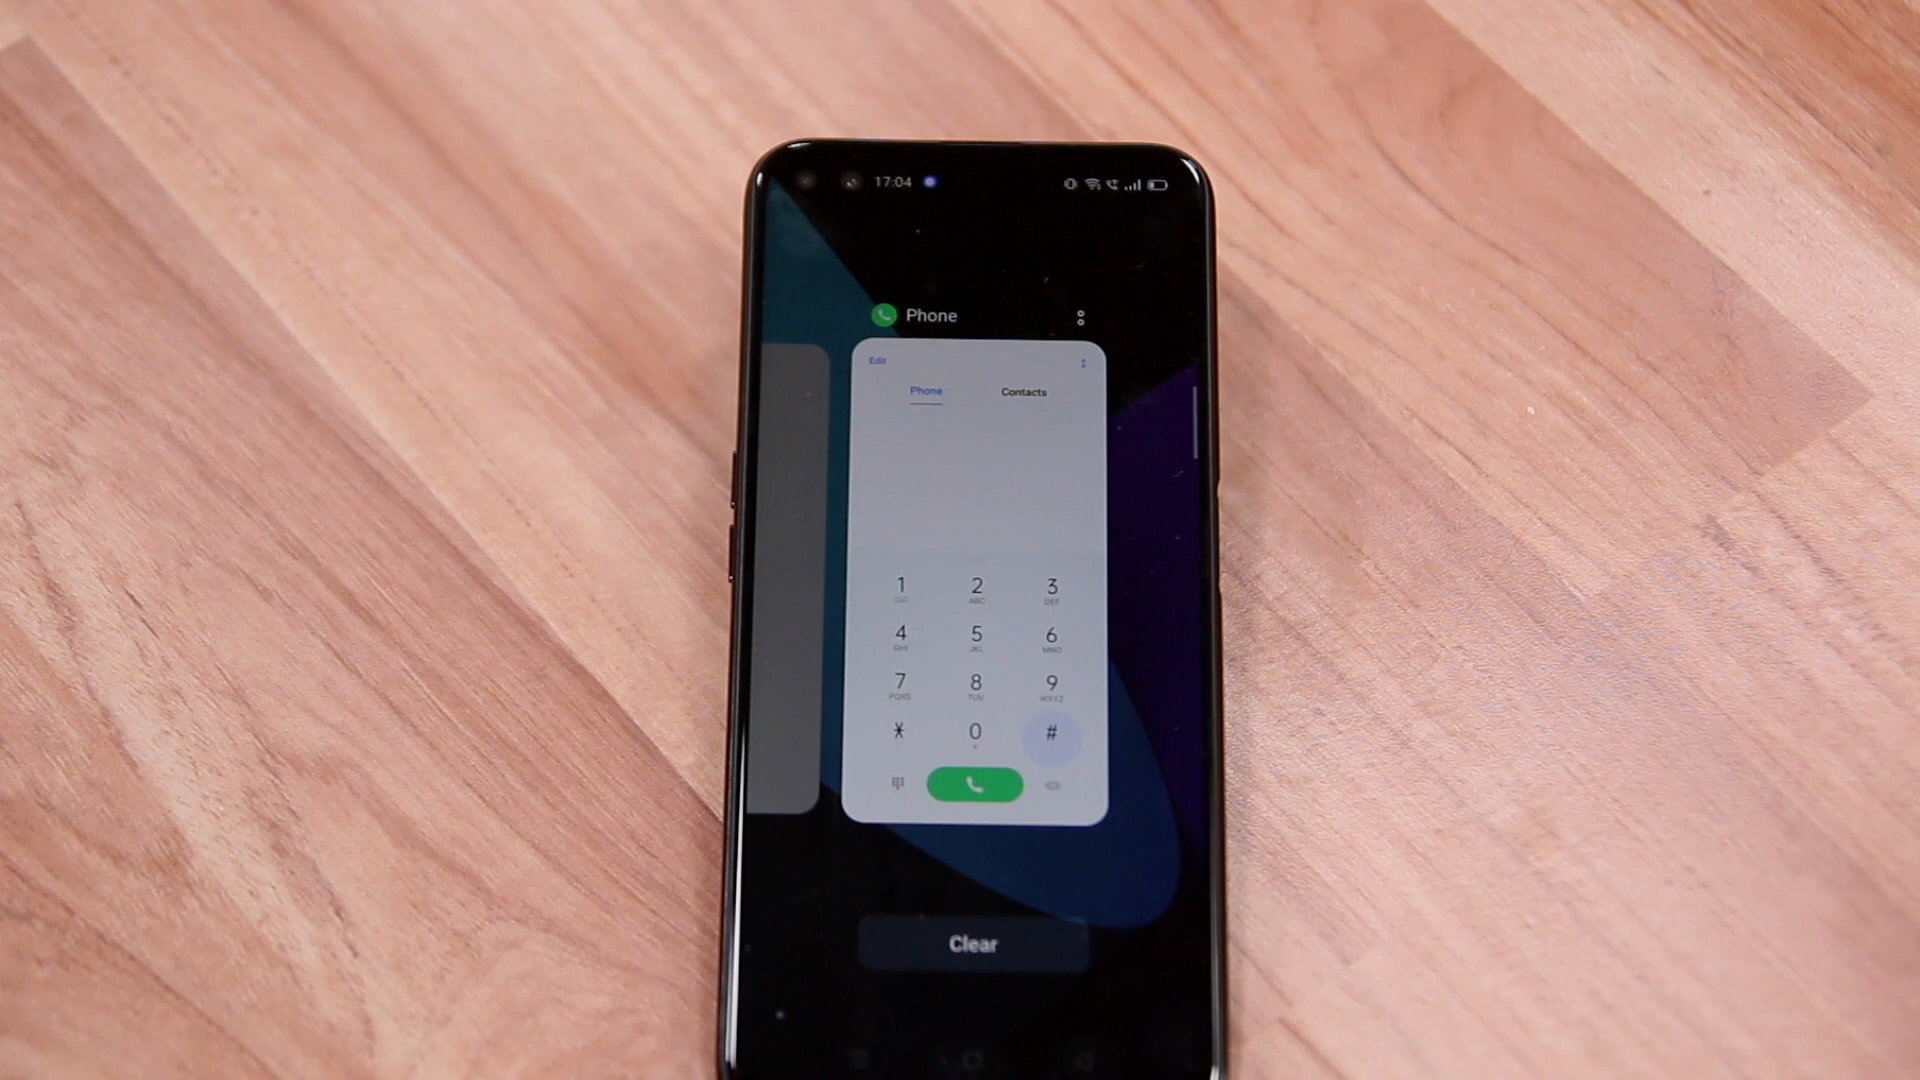 17:04
Phone
Edit
Phone Contacts
1 2 3
ABC DEF
4 5 6
GHI JKL MNO
7 8 9
PQRS TUV WXYZ
* 0 #
Clear